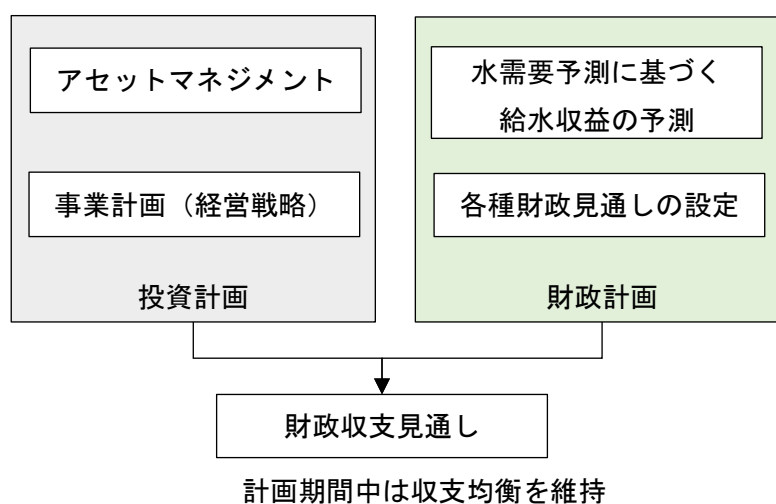 アセットマネジメント
事業計画（経営戦略）
投資計画
水需要予測に基づく
給水収益の予測
各種財政見通しの設定
財政計画
財政収支見通し
計画期間中は収支均衡を維持